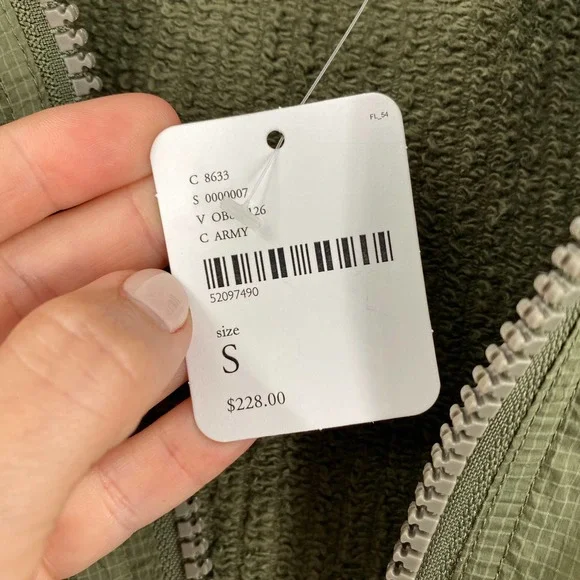 FL_54
C 8633
S 0000007
V
C ARMY
52097490
size
S
$228.00